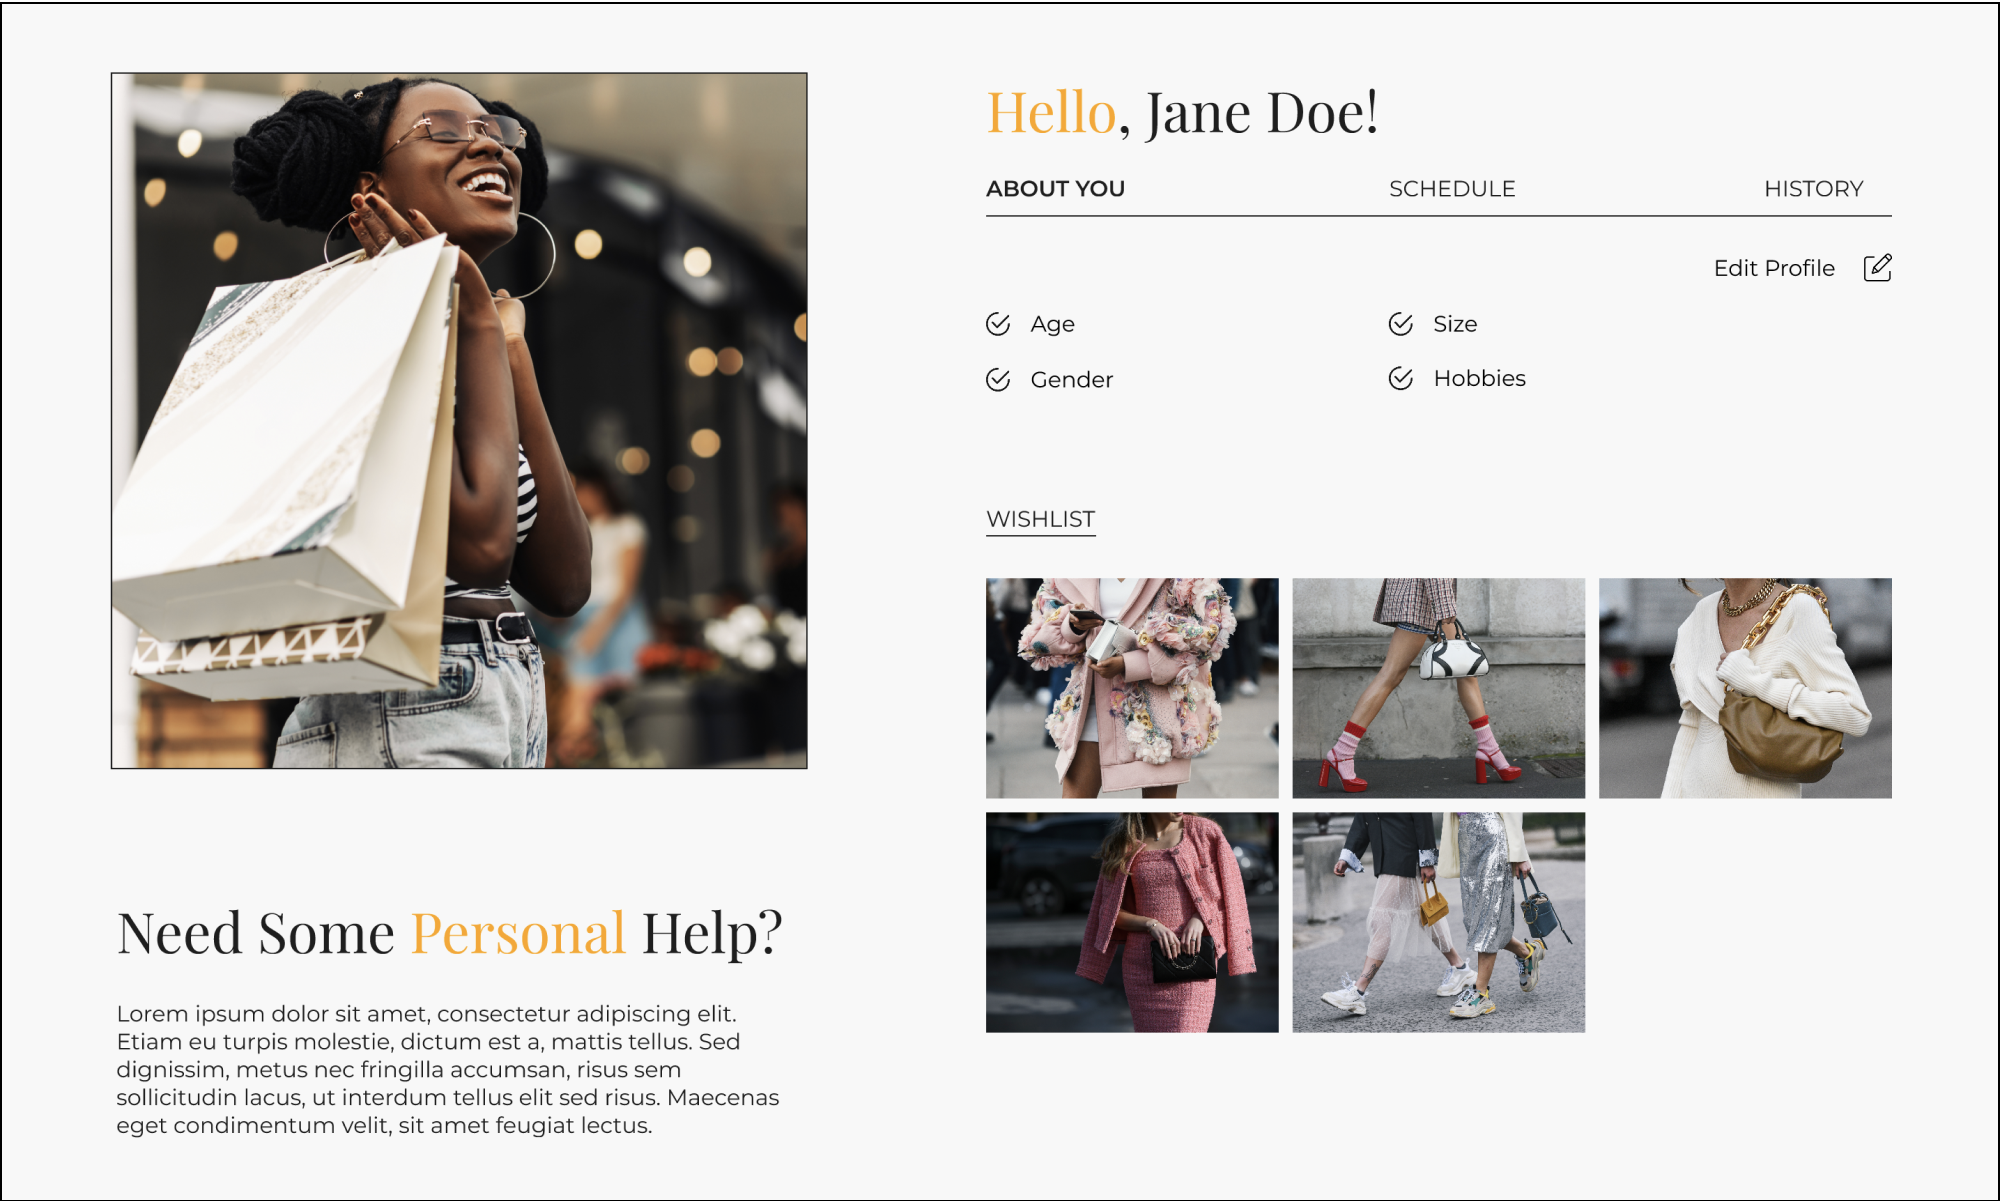 Hello, Jane Doe!
ABOUT YOU
SCHEDULE
HISTORY
Edit Profile
Age
Size
Gender
Hobbies
WISHLIST
Need Some Personal Help?
Lorem ipsum dolor sit amet, consectetur adipiscing elit.
Etiam eu turpis molestie, dictum est a, mattis tellus. Sed
dignissim, metus nec fringilla accumsan, risus sem
sollicitudin lacus, ut interdum tellus elit sed risus. Maecenas
eget condimentum velit, sit amet feugiat lectus.